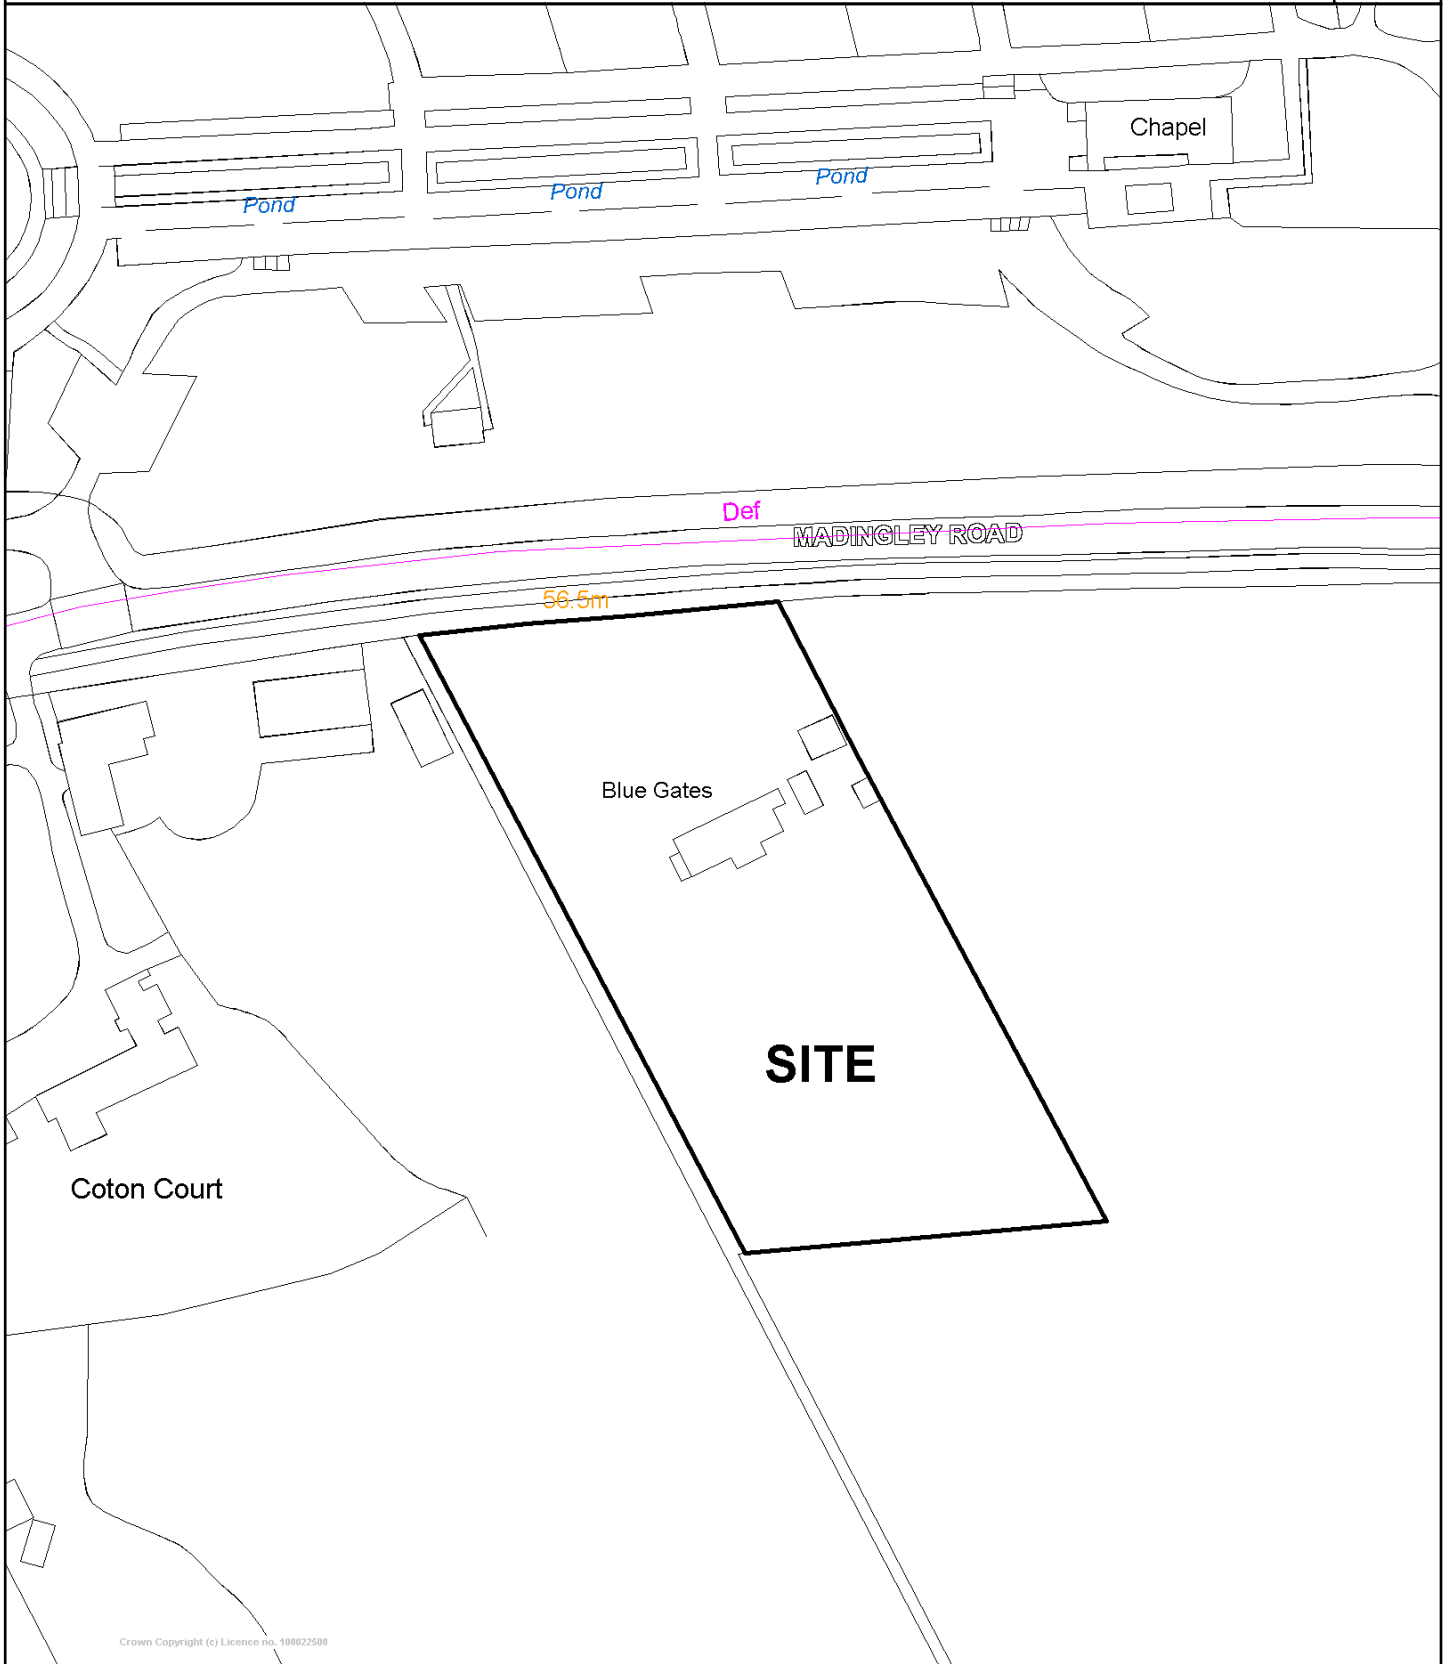 Chapel
Pond
Pond
Pond
Def
MADINGLEY ROAD
56.5m
Blue Gates
SITE
Coton Court
Crown Copyright (c) Licence no. 100022500